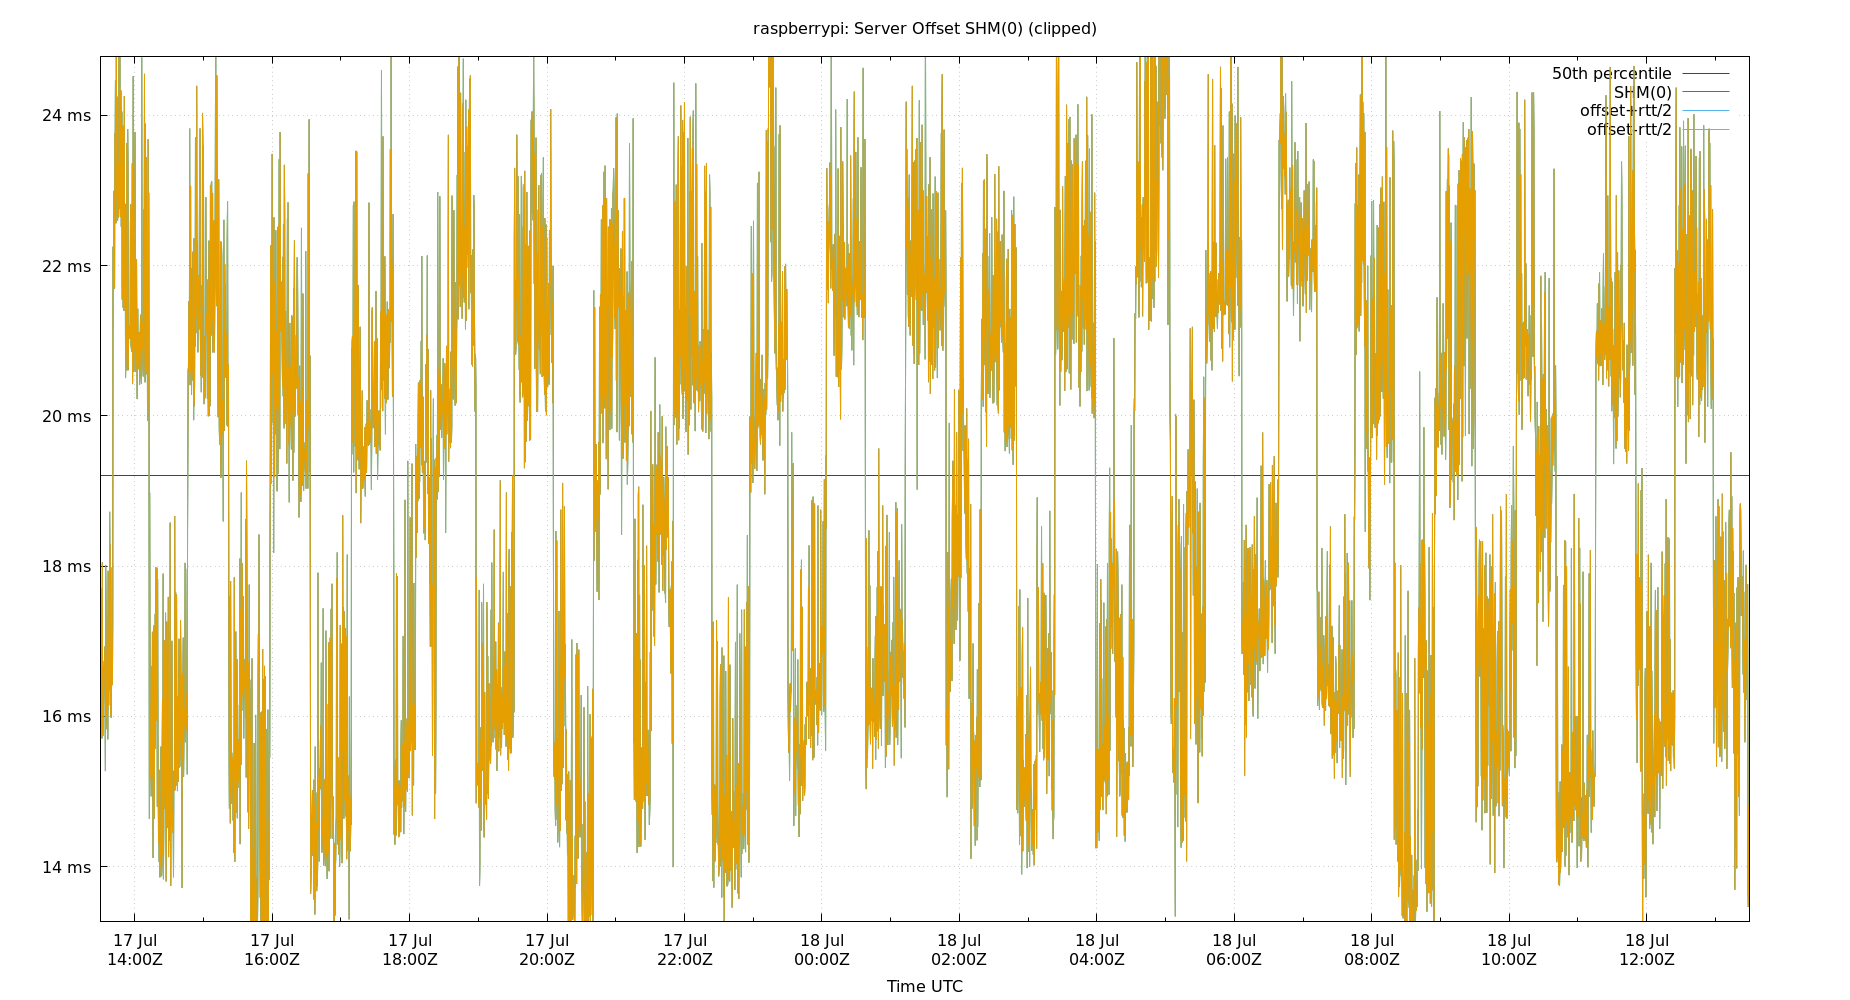 raspberrypi: Server Offset SHM(0) (clipped)
50th percentile
SHM(0)
offset+rtt/2
offset-rtt/2
24 ms
22 ms
20 ms
18 ms
16 ms
14 ms
17 Jul 17 Jul 17 Jul 17 Jul 17 Jul 18 Jul 18 Jul 18 Jul 18 Jul 18 Jul 18 Jul 18 Jul
14:00Z 16:00Z 18:00Z 20:00Z 22:00Z 00:00Z 02:00Z 04:00Z 06:00Z 08:00Z 10:00Z 12:00Z
Time UTC